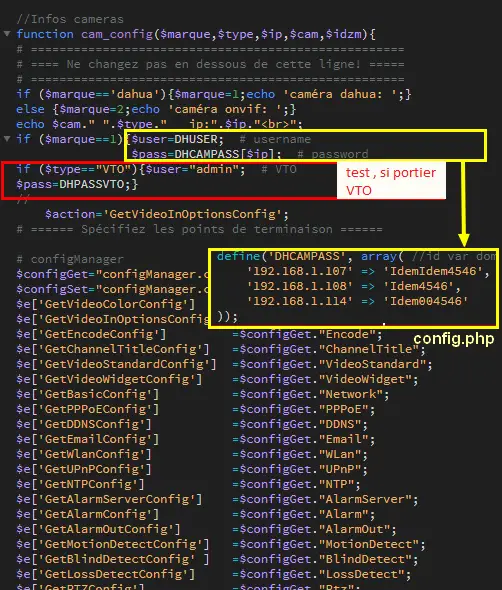 //Infos cameras
function cam_config($marque,$type,$ip,$cam,$idzm){
# ==================================================
# ==== Ne changez pas en dessous de cette ligne! =====
# ==================================================
if ($marque=='dahua'){$marque=1;echo 'caméra dahua: ';}
else {$marque=2;echo 'caméra onvif: ';}
echo $cam." ".$type."   ip:".$ip."<br>";
if ($marque==1){$user=DHUSER;  # username
$pass=DHCAMPASS[$ip];  # password
if ($type=="VTO"){$user="admin";  # VTO
$pass=DHPASSVTO;}
test , si portier
VTO
//
$action='GetVideoInOptionsConfig';
# ====== Spécifiez les points de terminaison ======
define('DHCAMPASS', array( //id var dom
'192.168.1.107' => 'IdemIdem4546',
'192.168.1.108' => 'Idem4546',
'192.168.1.114' => 'Idem004546'
));
config.php
# configManager
$configGet="configManager.c
$configSet="configManager.c
$e['GetVideoColorConfig']
$e['GetVideoInOptionsConfig
$e['GetEncodeConfig']         =$configGet."Encode";
$e['GetChannelTitleConfig']   =$configGet."ChannelTitle";
$e['GetVideoStandardConfig']  =$configGet."VideoStandard";
$e['GetVideoWidgetConfig']    =$configGet."VideoWidget";
$e['GetBasicConfig']          =$configGet."Network";
$e['GetPPPoEConfig']          =$configGet."PPPoE";
$e['GetDDNSConfig']           =$configGet."DDNS";
$e['GetEmailConfig']          =$configGet."Email";
$e['GetWlanConfig']           =$configGet."WLan";
$e['GetUPnPConfig']           =$configGet."UPnP";
$e['GetNTPConfig']            =$configGet."NTP";
$e['GetAlarmServerConfig']    =$configGet."AlarmServer";
$e['GetAlarmConfig']          =$configGet."Alarm";
$e['GetAlarmOutConfig']       =$configGet."AlarmOut";
$e['GetMotionDetectConfig']   =$configGet."MotionDetect";
$e['GetBlindDetectConfig' ]   =$configGet."BlindDetect";
$e['GetLossDetectConfig']     =$configGet."LossDetect";
$e['GetPTZConfig']            =$configGet."Ptz";